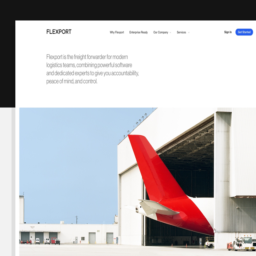 FLEXPORT
Why Flexport
Enterprise Ready
Our Company
Services
Sign In
Get Started
Flexport is the freight forwarder for modern
logistics teams, combining powerful software
and dedicated experts to give you accountability,
peace of mind, and control.